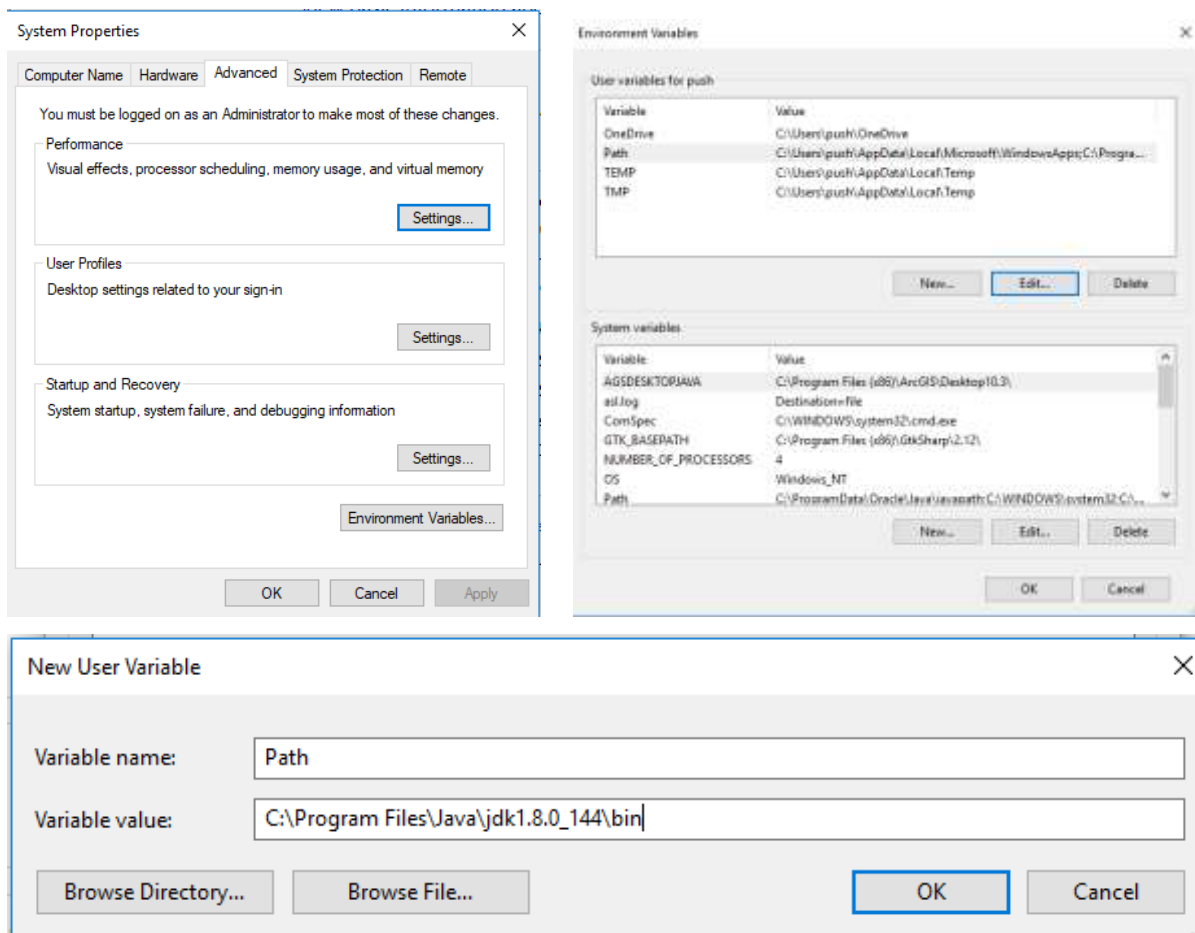 System Properties
Computer Name Hardware Advanced System Protection Remote
You must be logged on as an Administrator to make most of these changes.
Performance
Visual effects, processor scheduling, memory usage, and virtual memory
Settings...
User Profiles
Desktop settings related to your sign-in
Settings...
Startup and Recovery
System startup, system failure, and debugging information
Settings...
Environment Variables...
OK Cancel Apply
Environment Variables
User variables for push
Variable Value
OneDrive C:\Users\push\OneDrive
Path C:\Users\push\AppData\Local\Microsoft\WindowsApps;C:\Progra...
TEMP C:\Users\push\AppData\Local\Temp
TMP C:\Users\push\AppData\Local\Temp
New... Edit... Delete
System variables
Variable Value
AGSDESKTOPJAVA C:\Program Files (x86)\ArcGIS\Desktop10.3\
asl.log Destination=file
ComSpec C:\WINDOWS\system32\cmd.exe
GTK_BASEPATH C:\Program Files (x86)\GtkSharp\2.12\
NUMBER_OF_PROCESSORS 4
OS Windows_NT
Path C:\ProgramData\Oracle\Java\javapath;C:\WINDOWS\system32;C:\...
New... Edit... Delete
OK Cancel
New User Variable
Variable name: Path
Variable value: C:\Program Files\Java\jdk1.8.0_144\bin
Browse Directory... Browse File... OK Cancel